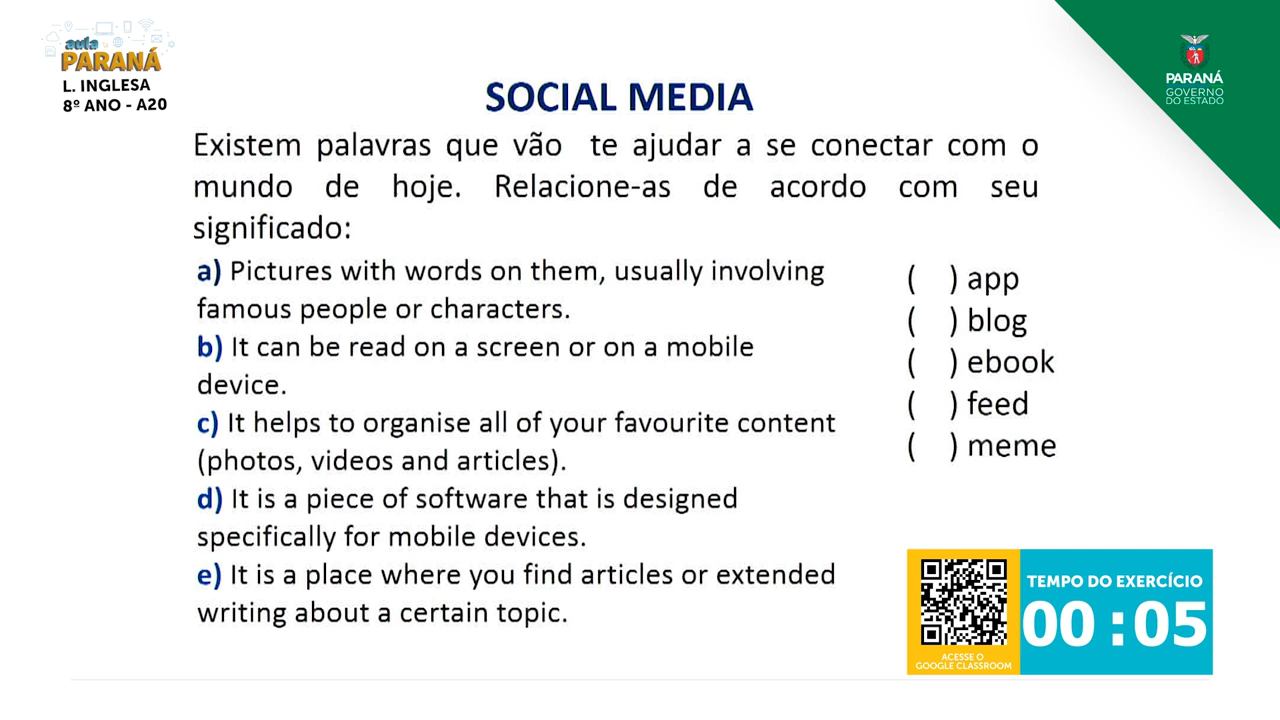 aula
PARANÁ
L. INGLESA
8º ANO - A20
PARANÁ
GOVERNO
DO ESTADO
SOCIAL MEDIA
Existem palavras que vão te ajudar a se conectar com o
mundo de hoje. Relacione-as de acordo com seu
significado:
a) Pictures with words on them, usually involving
famous people or characters.
b) It can be read on a screen or on a mobile
device.
c) It helps to organise all of your favourite content
(photos, videos and articles).
d) It is a piece of software that is designed
specifically for mobile devices.
e) It is a place where you find articles or extended
writing about a certain topic.
( ) app
( ) blog
( ) ebook
( ) feed
( ) meme
ACESSE O
GOOGLE CLASSROOM
TEMPO DO EXERCÍCIO
00 : 05